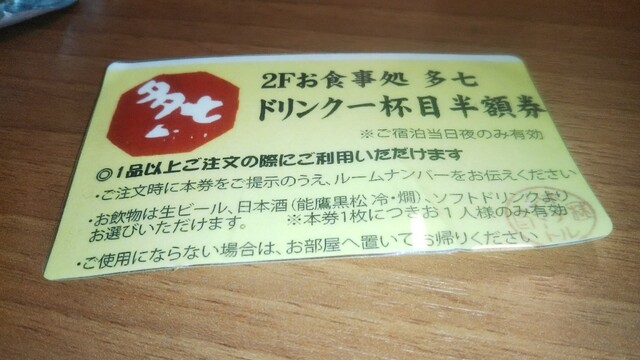 多七
2Fお食事処 多七
ドリンク一杯目半額券
※ご宿泊当日夜のみ有効
◎1品以上ご注文の際にご利用いただけます
・ご注文時に本券をご提示のうえ、ルームナンバーをお伝えください
・お飲物は生ビール、日本酒(能鷹黒松 冷・燗)、ソフトドリンクより
お選びいただけます。 ※本券1枚につきお1人様のみ有効
・ご使用にならない場合は、お部屋へ置いてお帰りください